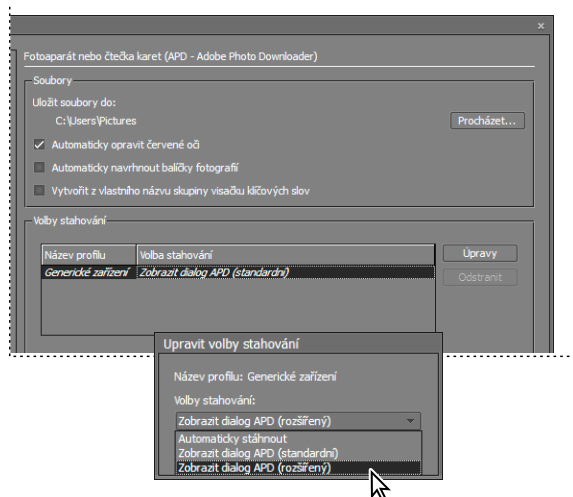 Fotoaparát nebo čtečka karet (APD - Adobe Photo Downloader)
Soubory
Uložit soubory do:
C:\Users\Pictures
Procházet...
Automaticky opravit červené oči
Automaticky navrhnout balíčky fotografií
Vytvořit z vlastního názvu skupiny visačku klíčových slov
Volby stahování
Název profilu Volba stahování
Úpravy
Generické zařízení Zobrazit dialog APD (standardní)
Odstranit
Upravit volby stahování
Název profilu: Generické zařízení
Volby stahování:
Zobrazit dialog APD (rozšířený)
Automaticky stáhnout
Zobrazit dialog APD (standardní)
Zobrazit dialog APD (rozšířený)